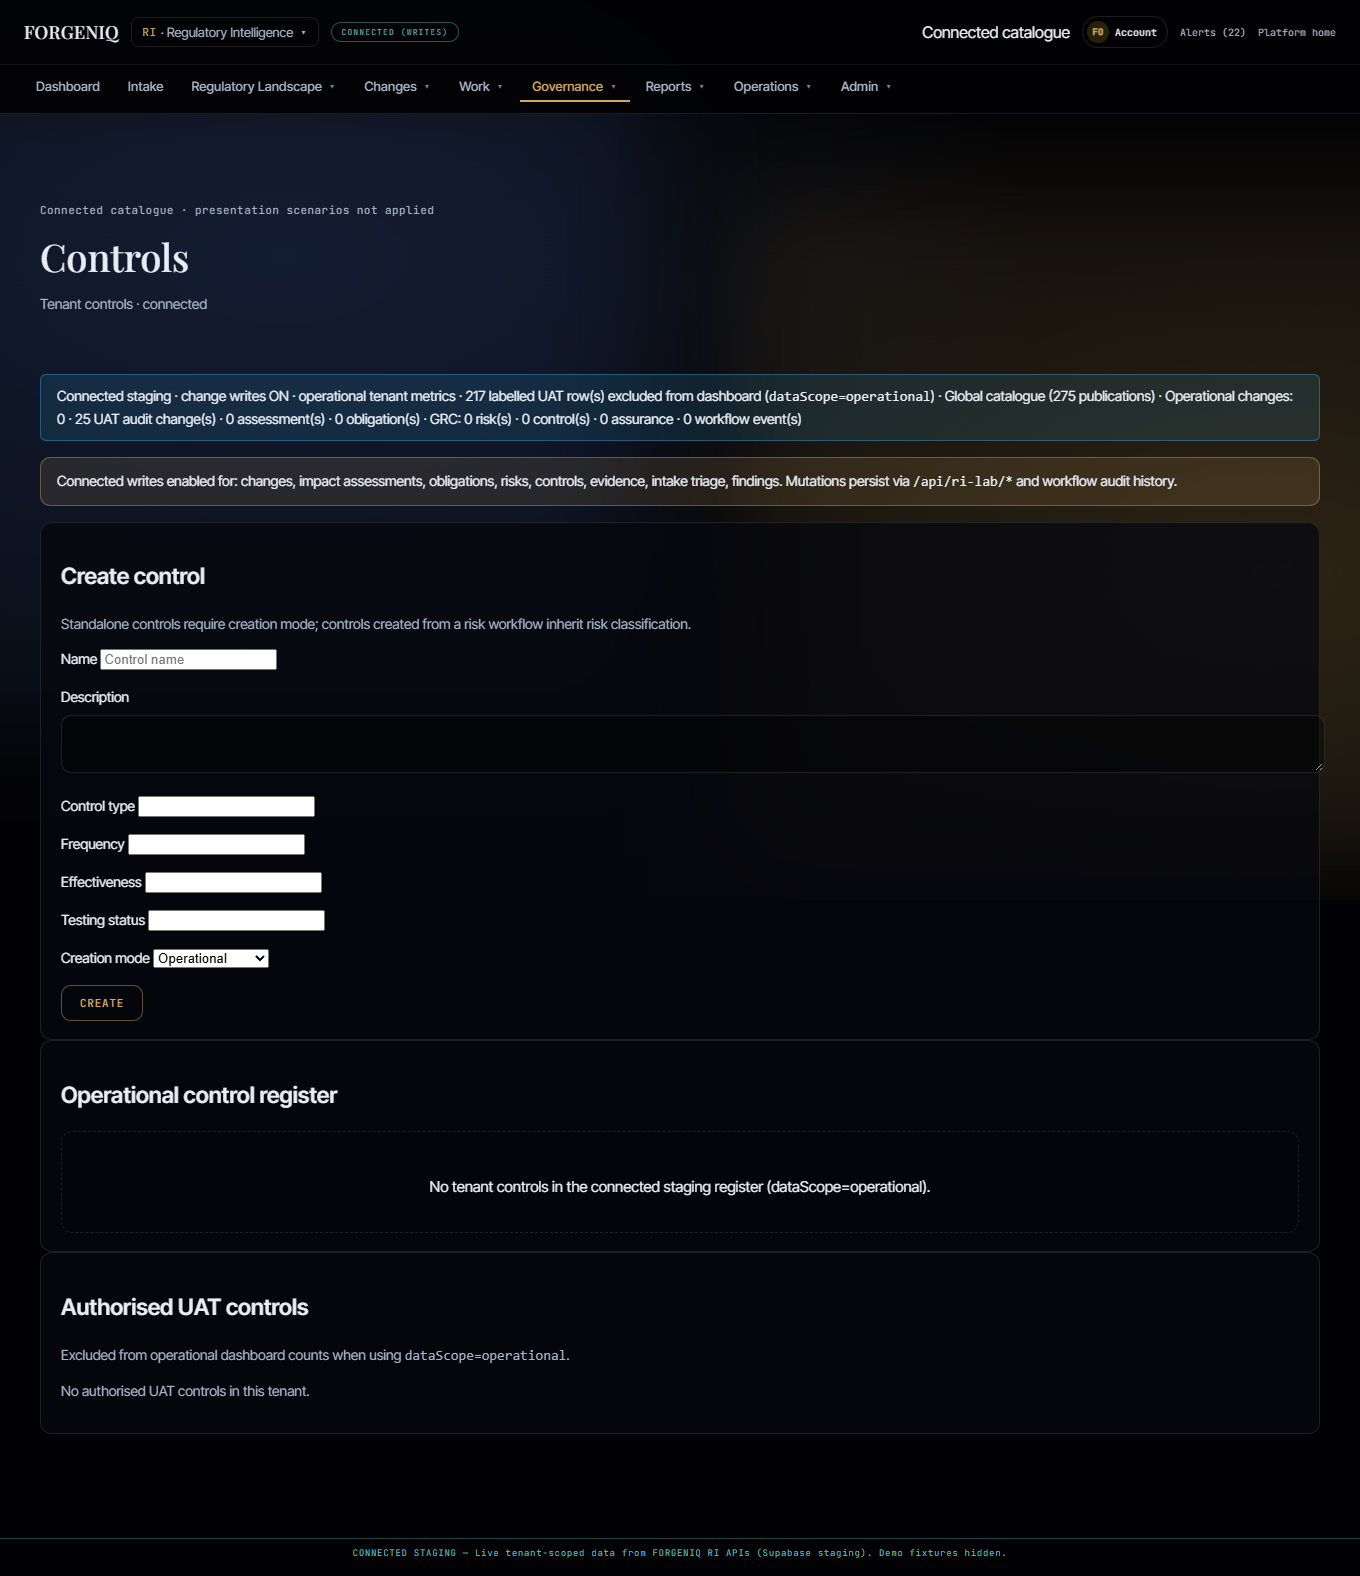 FORGENIQ
RI · Regulatory Intelligence ▾
CONNECTED (WRITES)
Connected catalogue
FO Account
Alerts (22)
Platform home
Dashboard
Intake
Regulatory Landscape ▾
Changes ▾
Work ▾
Governance ▾
Reports ▾
Operations ▾
Admin ▾
Connected catalogue · presentation scenarios not applied
Controls
Tenant controls · connected
Connected staging · change writes ON · operational tenant metrics · 217 labelled UAT row(s) excluded from dashboard (dataScope=operational) · Global catalogue (275 publications) · Operational changes:
0 · 25 UAT audit change(s) · 0 assessment(s) · 0 obligation(s) · GRC: 0 risk(s) · 0 control(s) · 0 assurance · 0 workflow event(s)
Connected writes enabled for: changes, impact assessments, obligations, risks, controls, evidence, intake triage, findings. Mutations persist via /api/ri-lab/* and workflow audit history.
Create control
Standalone controls require creation mode; controls created from a risk workflow inherit risk classification.
Name Control name
Description
Control type
Frequency
Effectiveness
Testing status
Creation mode Operational
CREATE
Operational control register
No tenant controls in the connected staging register (dataScope=operational).
Authorised UAT controls
Excluded from operational dashboard counts when using dataScope=operational.
No authorised UAT controls in this tenant.
CONNECTED STAGING — Live tenant-scoped data from FORGENIQ RI APIs (Supabase staging). Demo fixtures hidden.